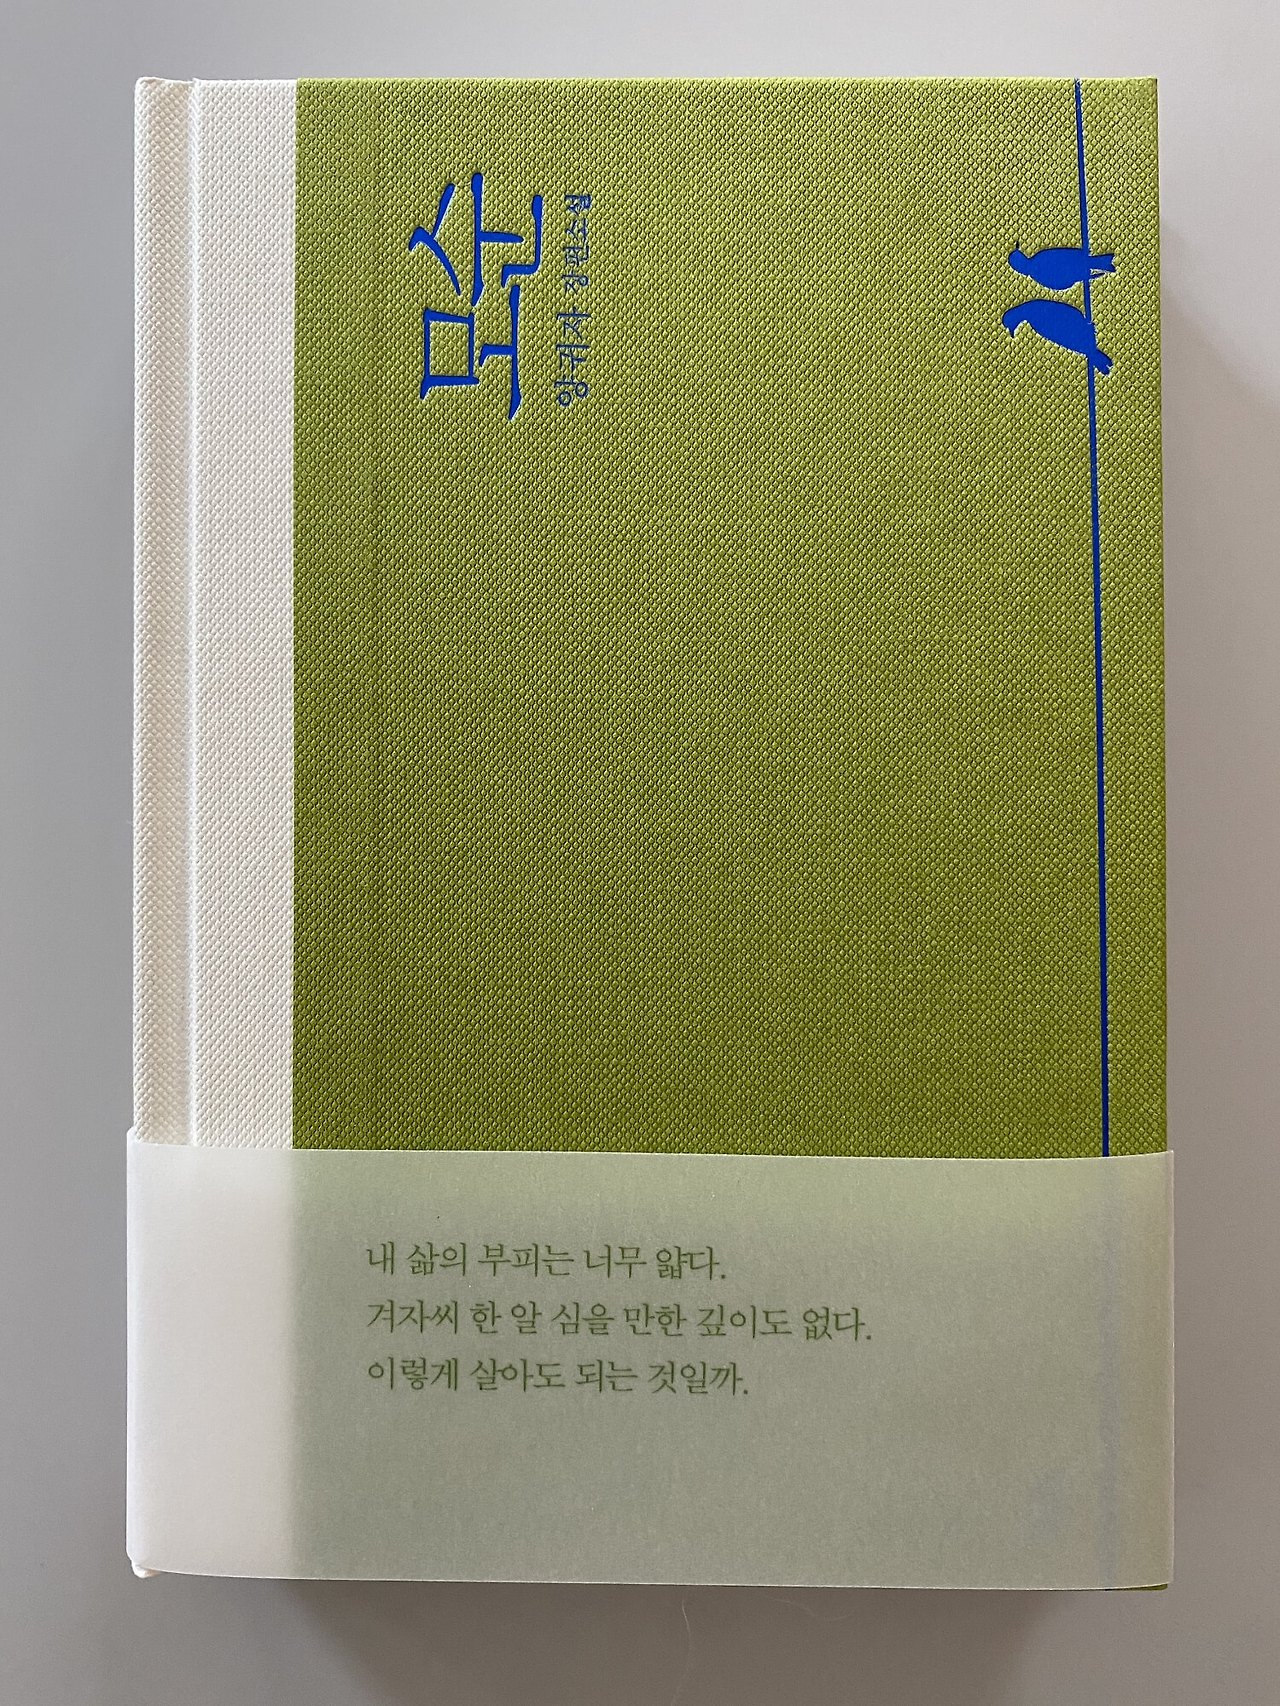 모순
양귀자 장편소설
내 삶의 부피는 너무 얇다.
겨자씨 한 알 심을 만한 깊이도 없다.
이렇게 살아도 되는 것일까.